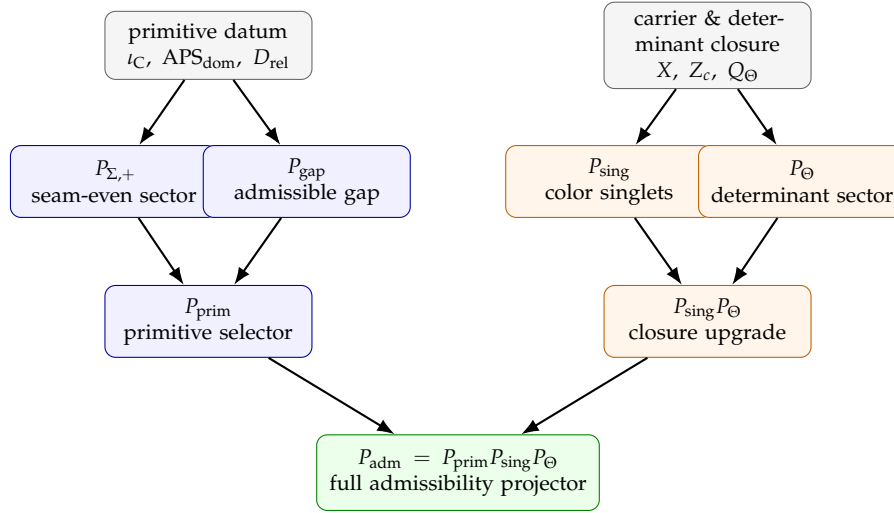 primitive datum
ι_C, APS_dom, D_rel
carrier & deter-
minant closure
X, Z_c, Q_Θ
P_Σ,+
seam-even sector
P_gap
admissible gap
P_sing
color singlets
P_Θ
determinant sector
P_prim
primitive selector
P_sing P_Θ
closure upgrade
P_adm = P_prim P_sing P_Θ
full admissibility projector